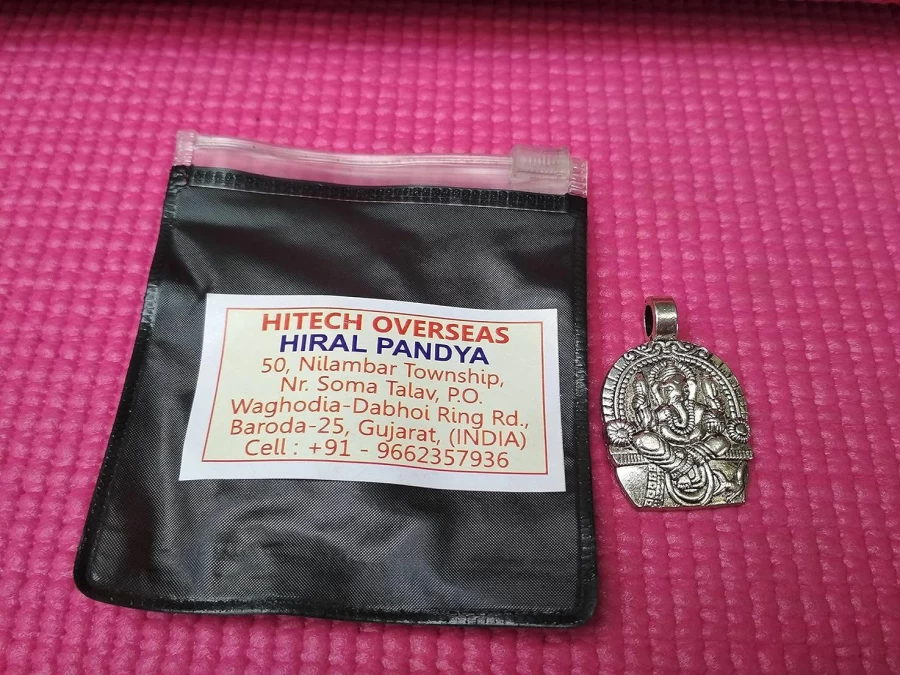 HITECH OVERSEAS
HIRAL PANDYA
50, Nilambar Township,
Nr. Soma Talav, P.O.
Waghodia-Dabhoi Ring Rd.,
Baroda-25, Gujarat, (INDIA)
Cell : +91 - 9662357936